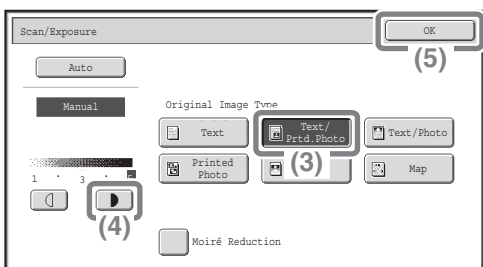 Scan/Exposure
OK
(5)
Auto
Manual
Original Image Type
Text
Text/
Prtd.Photo
Text/Photo
(3)
Printed
Photo
Map
1 3 5
(4)
Moiré Reduction